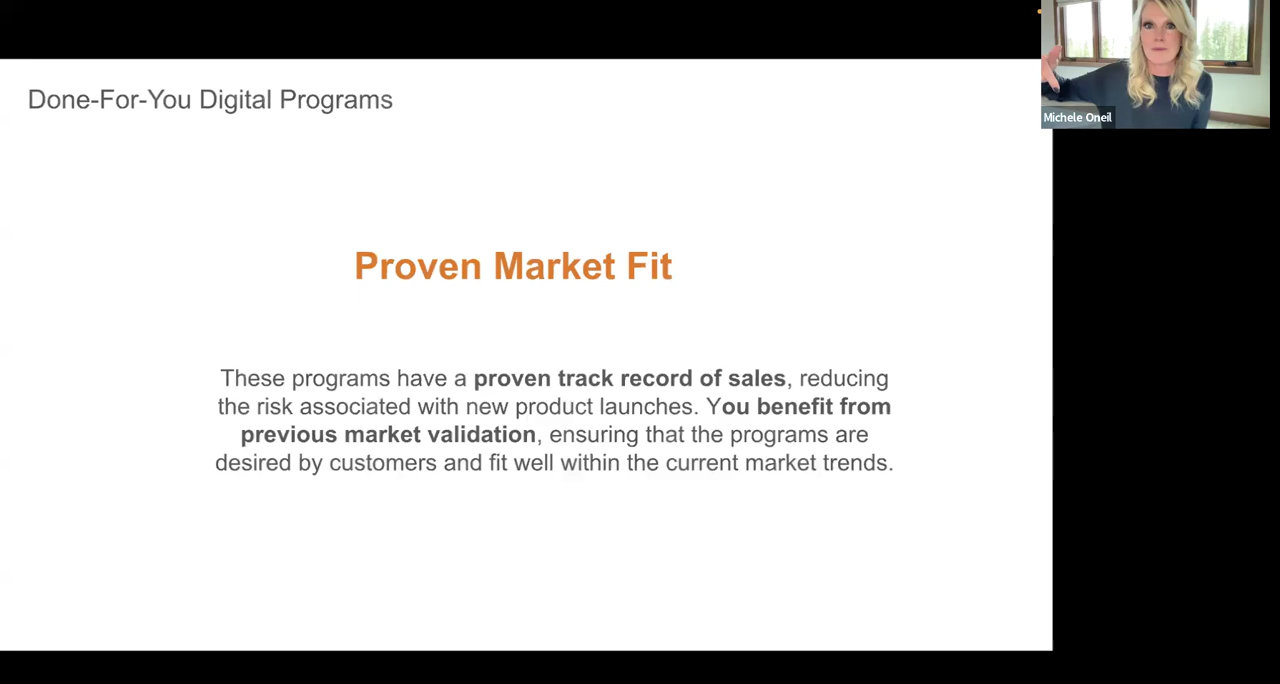 Done-For-You Digital Programs
Michele Oneil
Proven Market Fit
These programs have a proven track record of sales, reducing
the risk associated with new product launches. You benefit from
previous market validation, ensuring that the programs are
desired by customers and fit well within the current market trends.